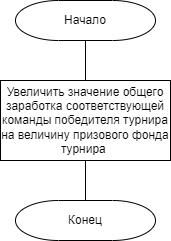 Начало
Увеличить значение общего
заработка соответствующей
команды победителя турнира
на величину призового фонда
турнира
Конец